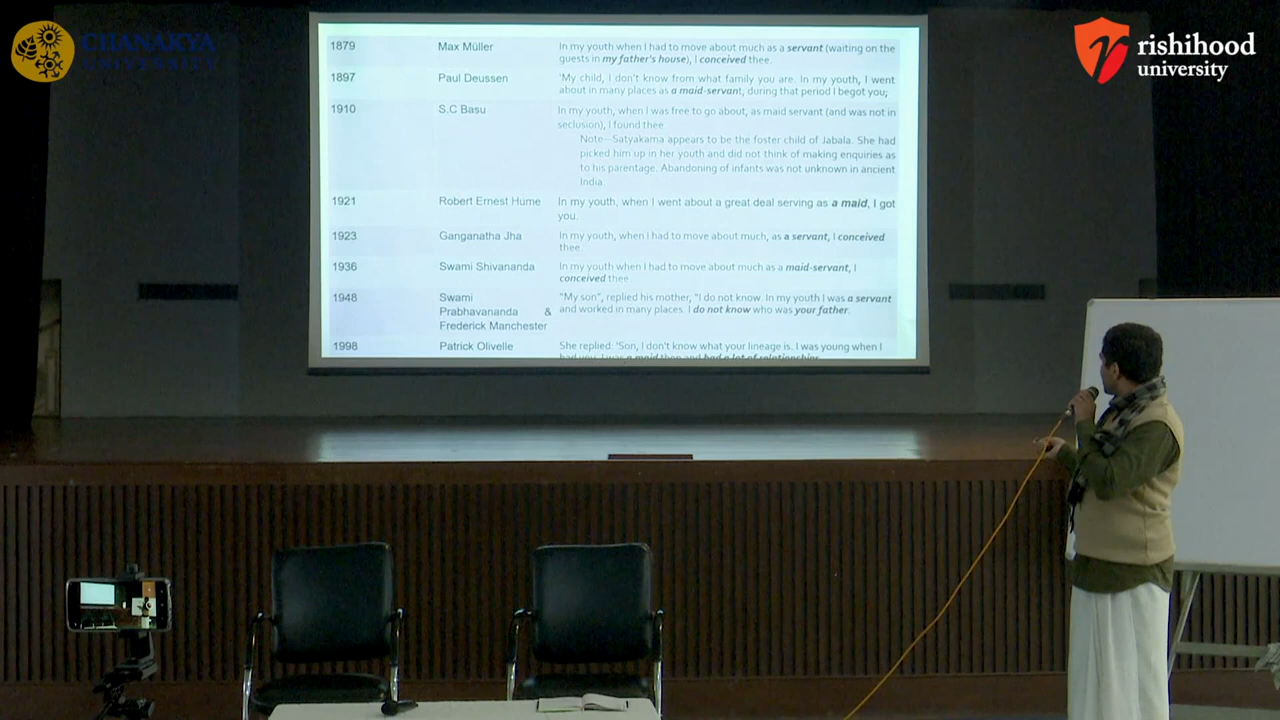 CHANAKYA
UNIVERSITY
rishihood
university
1879 Max Müller In my youth when I had to move about much as a servant (waiting on the
guests in my father's house), I conceived thee.
1897 Paul Deussen 'My child, I don't know from what family you are. In my youth, I went
about in many places as a maid-servant; during that period I begot you;
1910 S.C Basu In my youth, when I was free to go about, as maid servant (and was not in
seclusion), I found thee
Note—Satyakama appears to be the foster child of Jabala. She had
picked him up in her youth and did not think of making enquiries as
to his parentage. Abandoning of infants was not unknown in ancient
India.
1921 Robert Ernest Hume In my youth, when I went about a great deal serving as a maid, I got
you.
1923 Ganganatha Jha In my youth, when I had to move about much, as a servant, I conceived
thee.
1936 Swami Shivananda In my youth when I had to move about much as a maid-servant, I
conceived thee.
1948 Swami "My son", replied his mother, "I do not know. In my youth I was a servant
Prabhavananda & and worked in many places. I do not know who was your father.
Frederick Manchester
1998 Patrick Olivelle She replied: 'Son, I don't know what your lineage is. I was young when I
had you. I was a maid then and had a lot of relationships